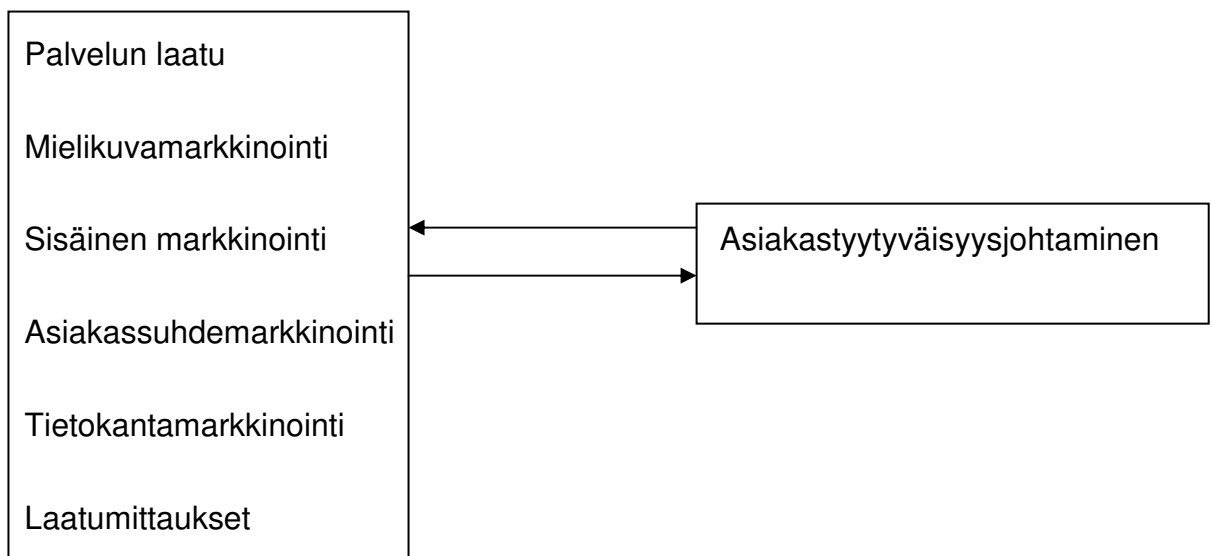 Palvelun laatu
Mielikuvamarkkinointi
Sisäinen markkinointi
Asiakassuhdemarkkinointi
Tietokantamarkkinointi
Laatumittaukset
Asiakastyytyväisyysjohtaminen